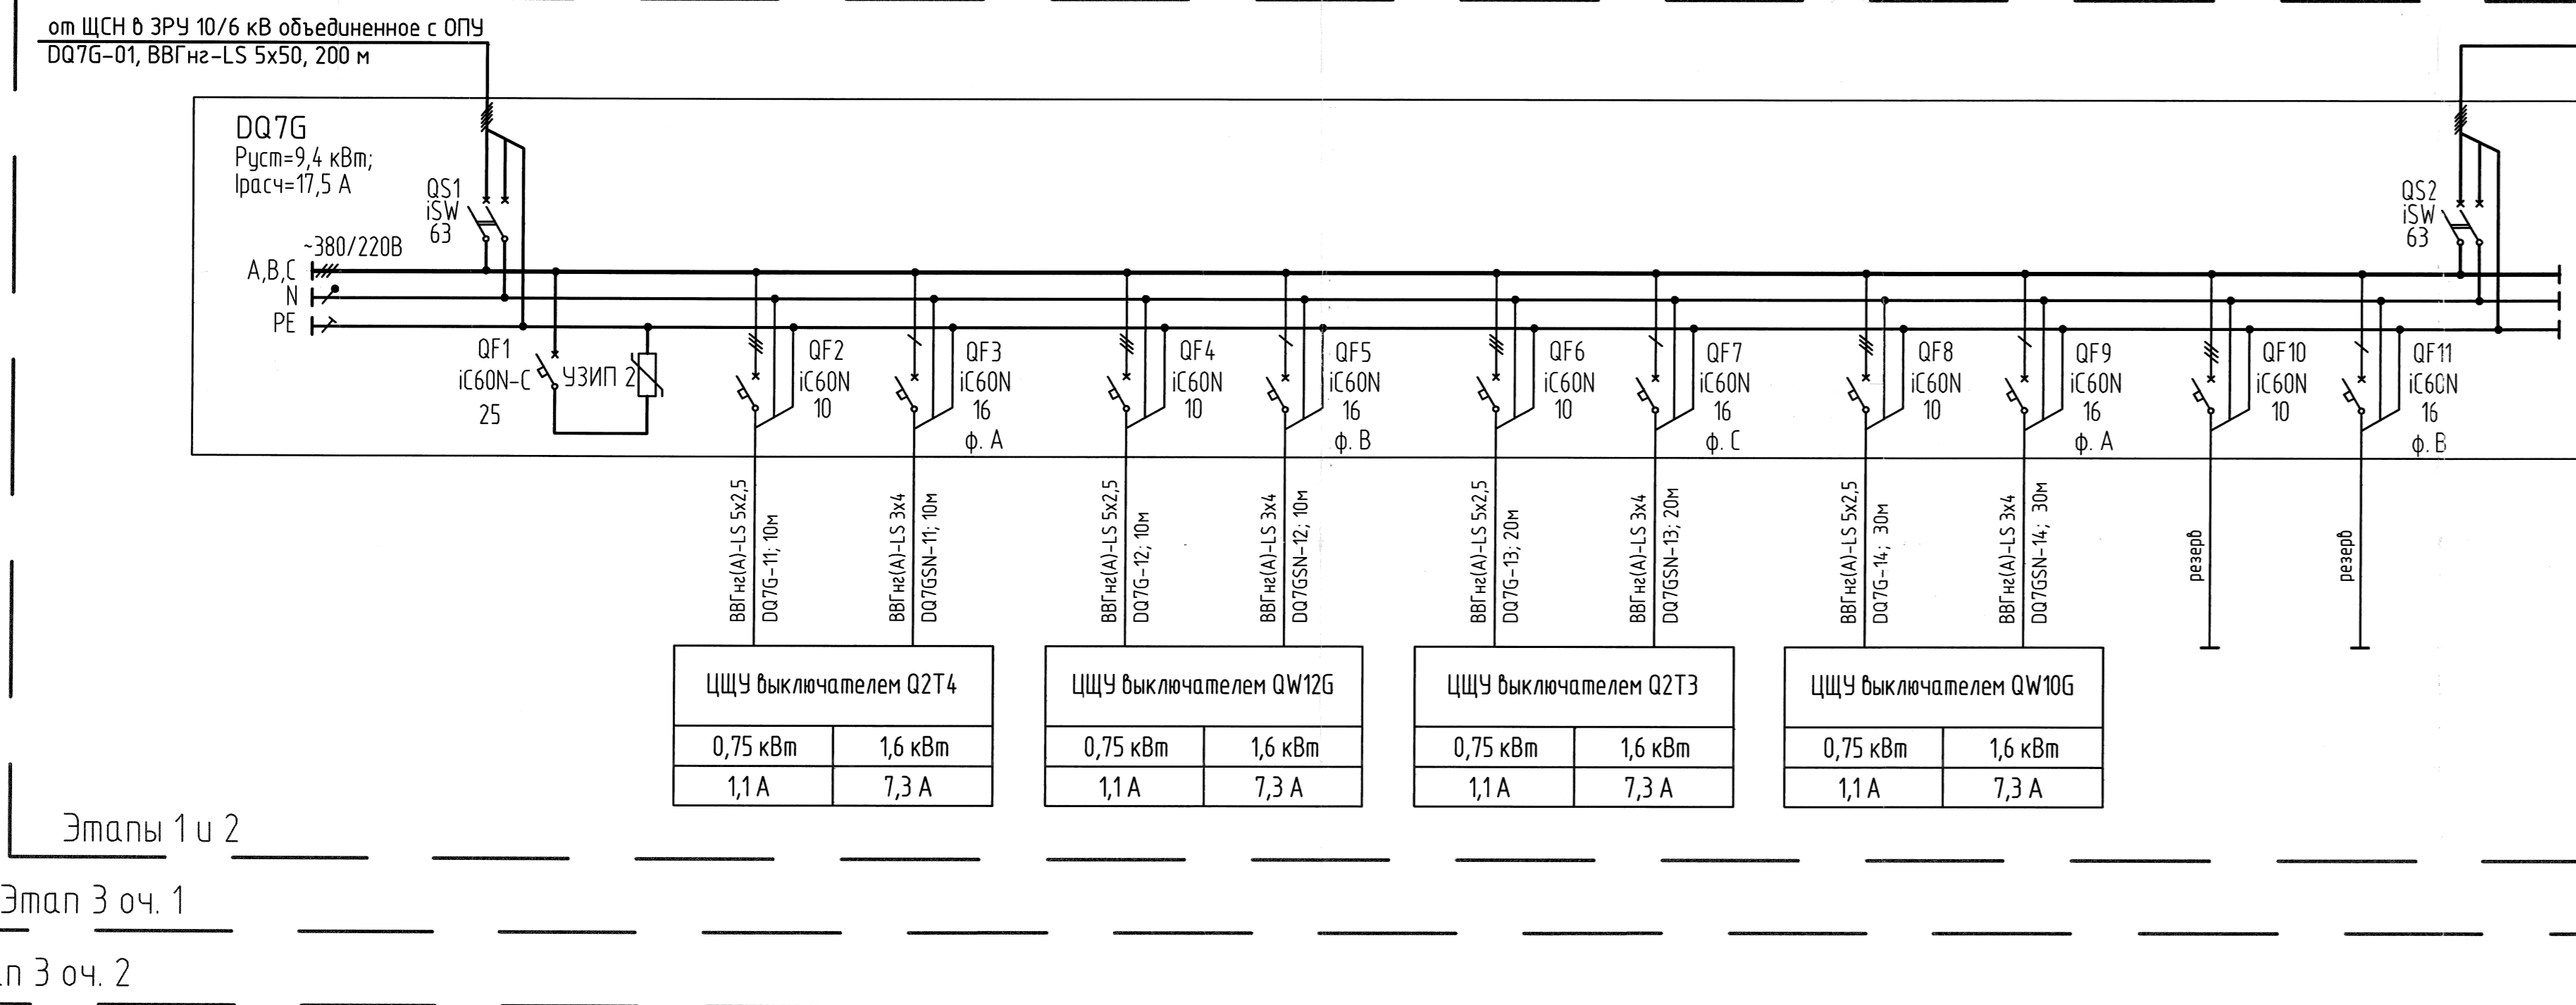 от ЩСН в ЗРУ 10/6 кВ объединенное с ОПУ
DQ7G-01, ВВГнг-LS 5х50, 200 м
DQ7G
Руст=9,4 кВт;
Iрасч=17,5 А
QS1
iSW
63
QS2
iSW
63
~380/220В
A,B,C
N
PE
QF1
iC60N-C
25
УЗИП 2
QF2
iC60N
10
QF3
iC60N
16
ф. А
QF4
iC60N
10
QF5
iC60N
16
ф. В
QF6
iC60N
10
QF7
iC60N
16
ф. С
QF8
iC60N
10
QF9
iC60N
16
ф. А
QF10
iC60N
10
QF11
iC60N
16
ф. В
ВВГнг(А)-LS 5х2,5
DQ7G-11; 10м
ВВГнг(А)-LS 3х4
DQ7GSN-11; 10м
ВВГнг(А)-LS 5х2,5
DQ7G-12; 10м
ВВГнг(А)-LS 3х4
DQ7GSN-12; 10м
ВВГнг(А)-LS 5х2,5
DQ7G-13; 20м
ВВГнг(А)-LS 3х4
DQ7GSN-13; 20м
ВВГнг(А)-LS 5х2,5
DQ7G-14; 30м
ВВГнг(А)-LS 3х4
DQ7GSN-14; 30м
резерв
резерв
ЦШУ выключателем Q2T4
0,75 кВт 1,6 кВт
1,1 А 7,3 А
ЦШУ выключателем QW12G
0,75 кВт 1,6 кВт
1,1 А 7,3 А
ЦШУ выключателем Q2T3
0,75 кВт 1,6 кВт
1,1 А 7,3 А
ЦШУ выключателем QW10G
0,75 кВт 1,6 кВт
1,1 А 7,3 А
Этапы 1 и 2
Этап 3 оч. 1
п 3 оч. 2